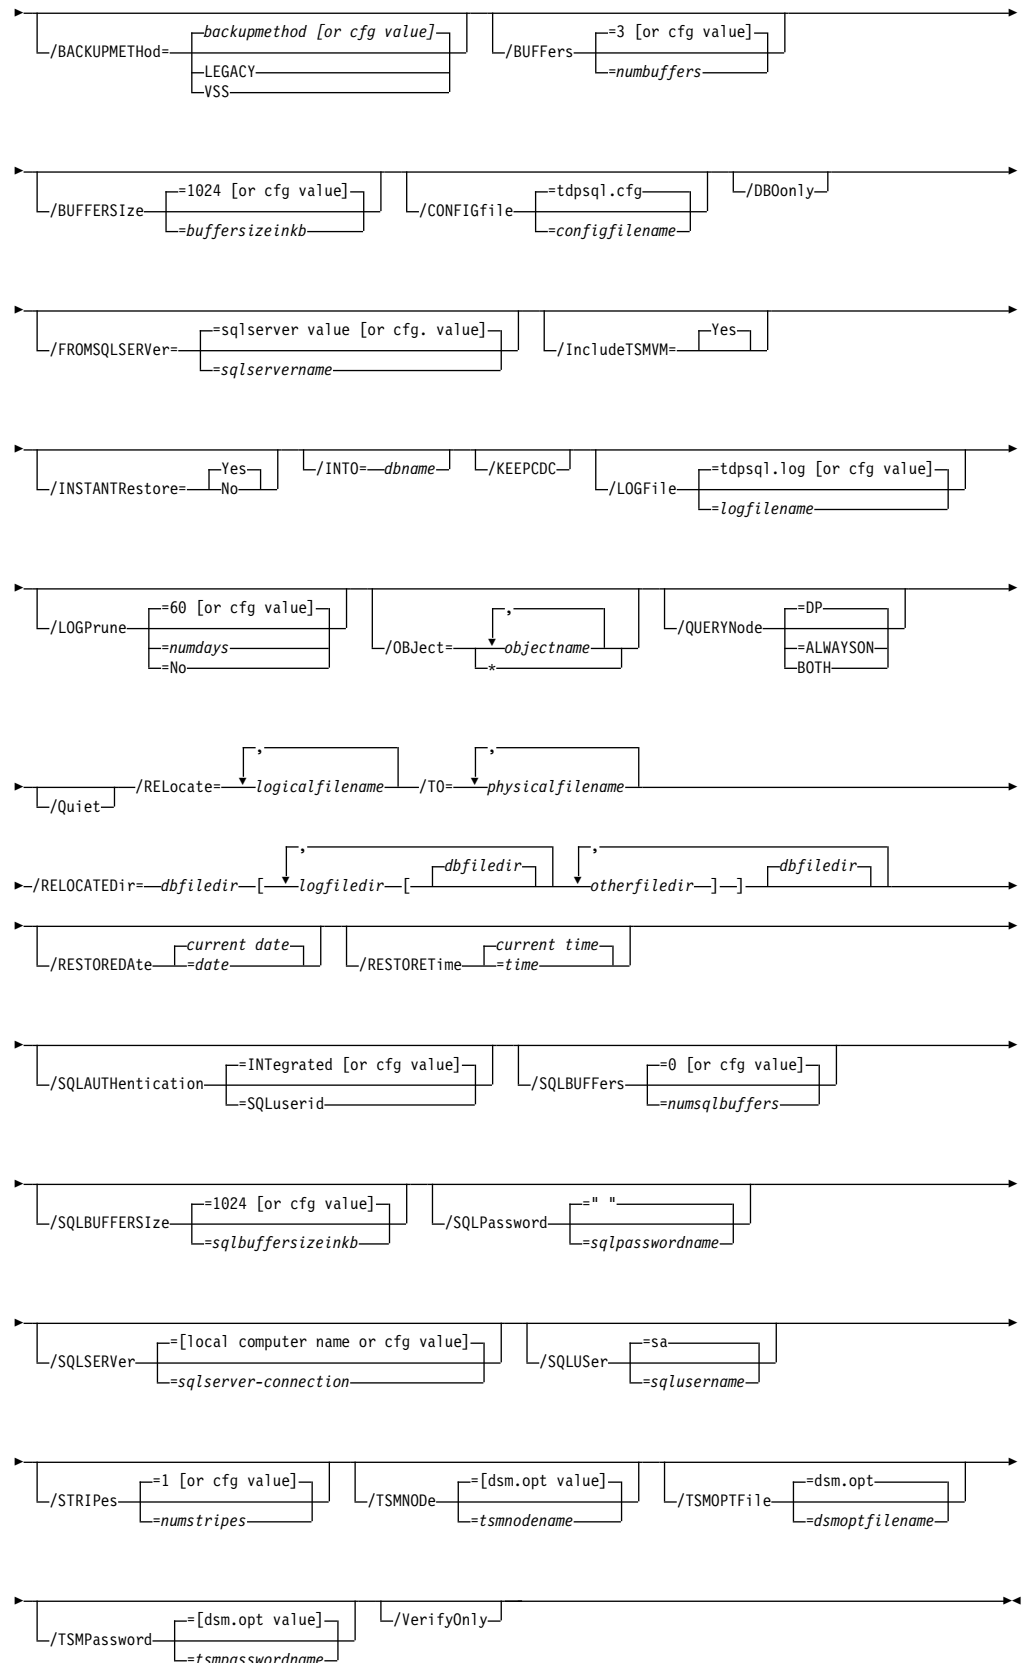 backupmethod [or cfg value]
/BACKUPMETHod=
LEGACY
VSS
=3 [or cfg value]
/BUFFers
=numbuffers
=1024 [or cfg value]
/BUFFERSIze
=buffersizeinkb
=tdpsql.cfg
/CONFIGfile
=configfilename
/DBOonly
=sqlserver value [or cfg. value]
/FROMSQLSERVer=
=sqlservername
Yes
/IncludeTSMVM=
Yes
/INSTANTRestore=
No
/INTO=
dbname
/KEEPCDC
=tdpsql.log [or cfg value]
/LOGFile
=logfilename
=60 [or cfg value]
/LOGPrune
=numdays
=No
,
/OBJect=
objectname
*
=DP
/QUERYNode
=ALWAYSON
BOTH
/Quiet
,
/RELocate=
logicalfilename
,
/TO=
physicalfilename
,
dbfiledir
,
dbfiledir
/RELOCATEDir= dbfiledir [ logfiledir [ otherfiledir ] ]
current date
/RESTOREDAte
=date
current time
/RESTORETime
=time
=INTegrated [or cfg value]
/SQLAUTHentication
=SQLuserid
=0 [or cfg value]
/SQLBUFFers
=numsqlbuffers
=1024 [or cfg value]
/SQLBUFFERSIze
=sqlbuffersizeinkb
=" "
/SQLPassword
=sqlpasswordname
=[local computer name or cfg value]
/SQLSERVer
=sqlserver-connection
=sa
/SQLUSer
=sqlusername
=1 [or cfg value]
/STRIPes
=numstripes
=[dsm.opt value]
/TSMNODe
=tsmnodename
=dsm.opt
/TSMOPTFile
=dsmoptfilename
=[dsm.opt value]
/TSMPassword
=tsmpasswordname
/VerifyOnly